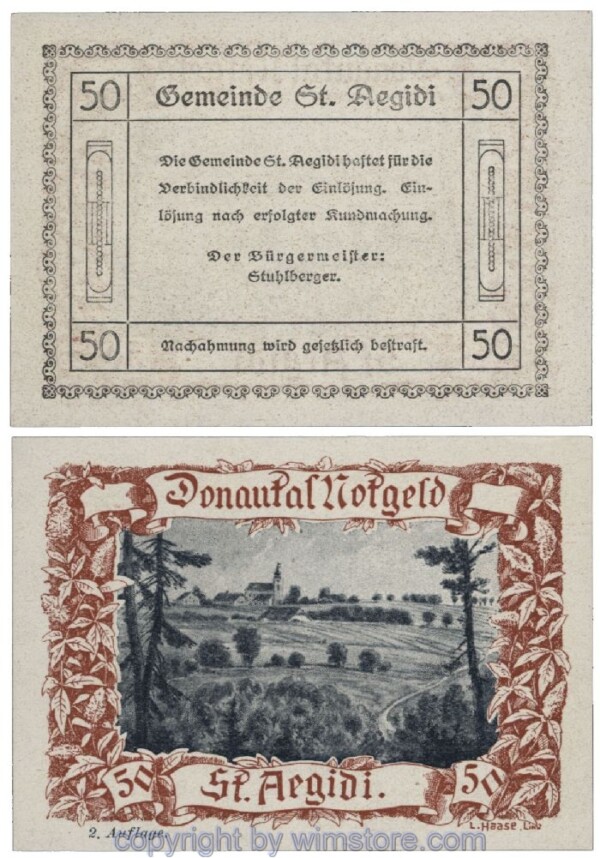 50 Gemeinde St. Aegidi 50
Die Gemeinde St. Aegidi haftet für die
Verbindlichkeit der Einlösung. Ein-
lösung nach erfolgter Kundmachung.
Der Bürgermeister:
Stuhlberger.
50 Nachahmung wird gesetzlich bestraft. 50
Donautal Notgeld
50 St. Aegidi. 50
2. Auflage.
L. Haase
copyright by wimstore.com